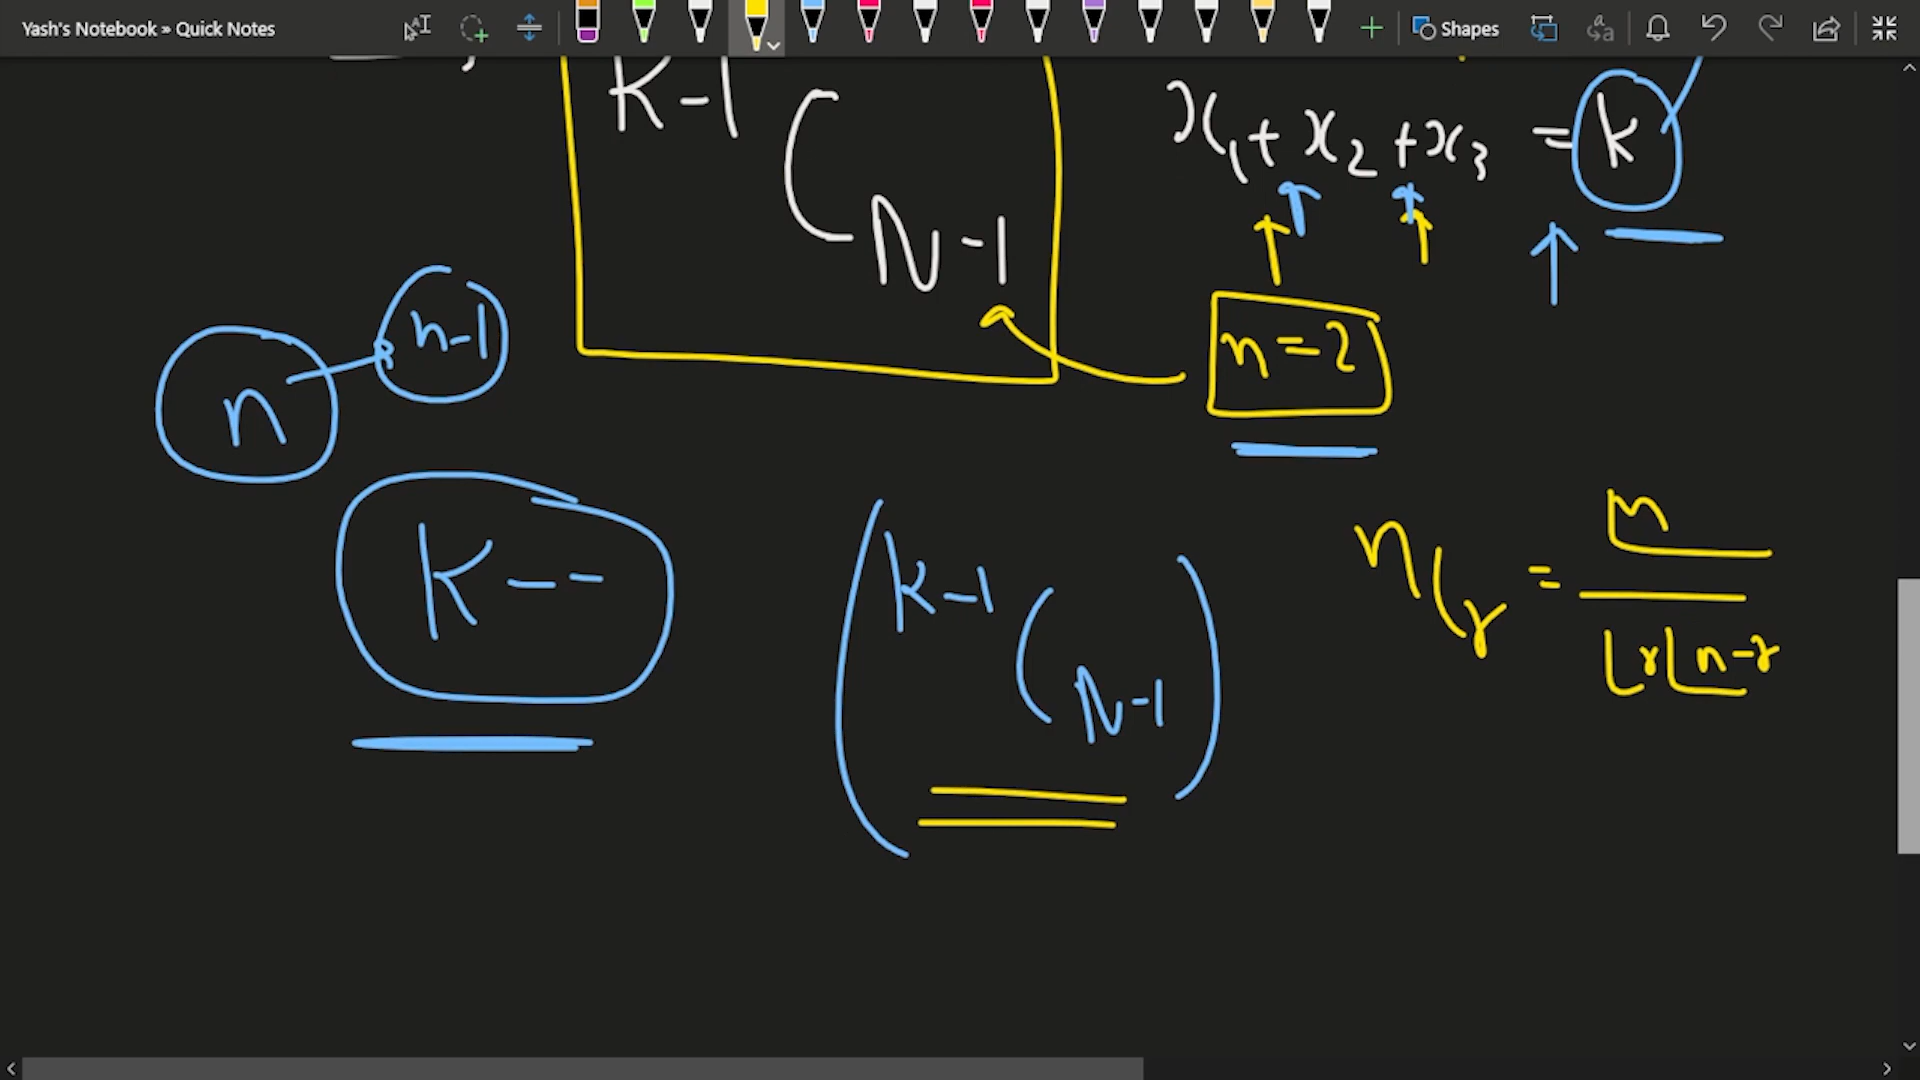 Yash's Notebook » Quick Notes
Shapes
K-1
C
N-1
x1+x2+x3 = k
n=2
n
n-1
K--
(K-1
C
N-1)
nCr = n
r n-r